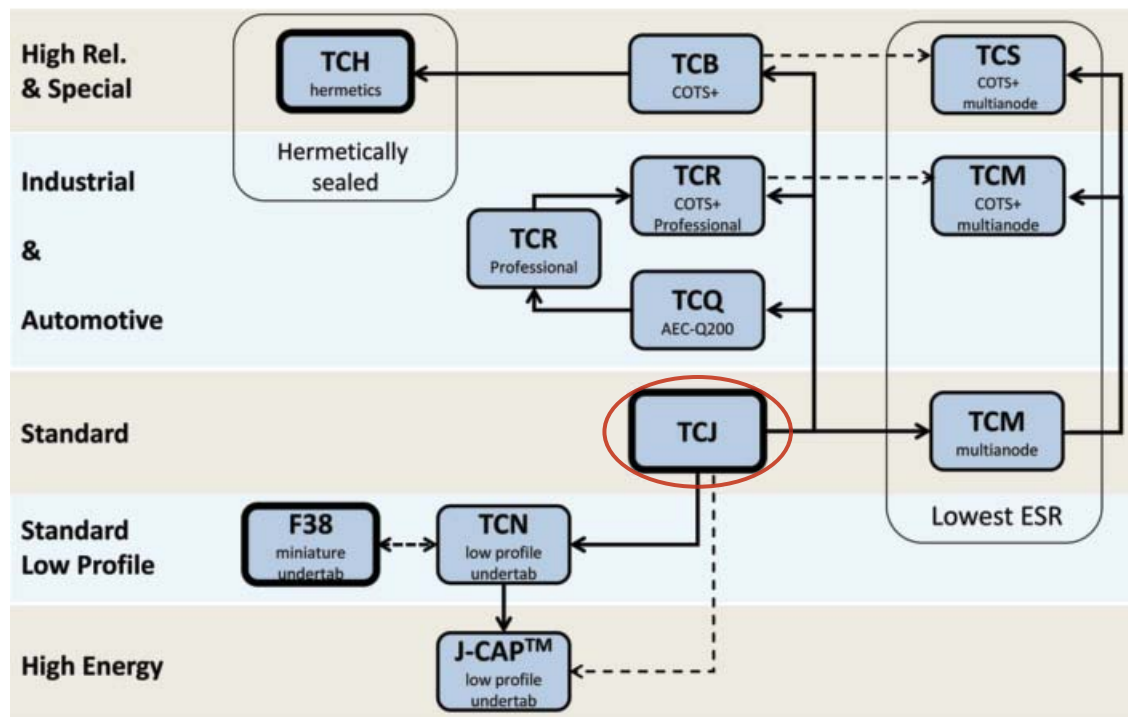 High Rel.
& Special
TCH
hermetics
TCB
COTS+
TCS
COTS+
multianode
Hermetically
sealed
Industrial
&
Automotive
TCR
COTS+
Professional
TCM
COTS+
multianode
TCR
Professional
TCQ
AEC-Q200
Standard
TCJ
TCM
multianode
Lowest ESR
Standard
Low Profile
F38
miniature
undertab
TCN
low profile
undertab
High Energy
J-CAP™
low profile
undertab